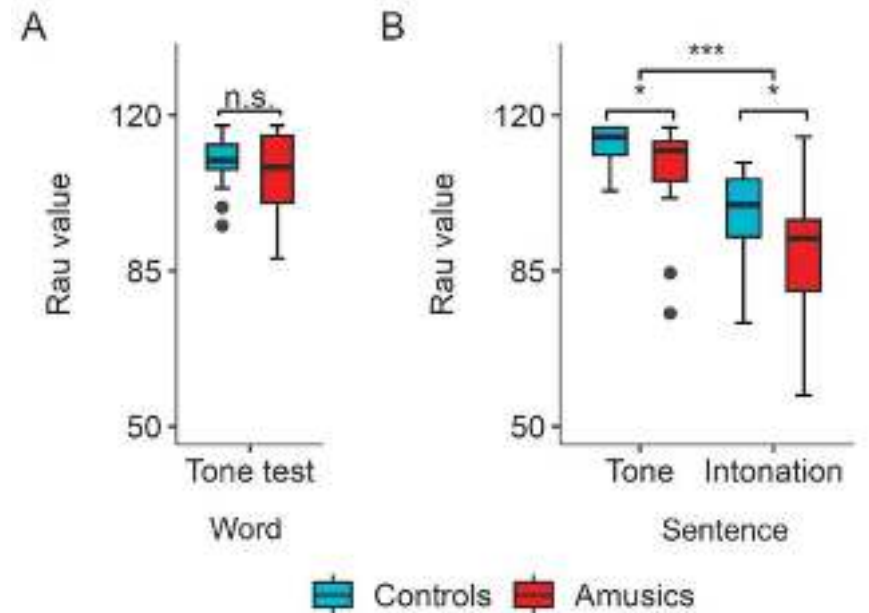 A
n.s.
120
85
50
Rau value
Tone test
Word
B
***
*
*
120
85
50
Rau value
Tone
Intonation
Sentence
Controls
Amusics